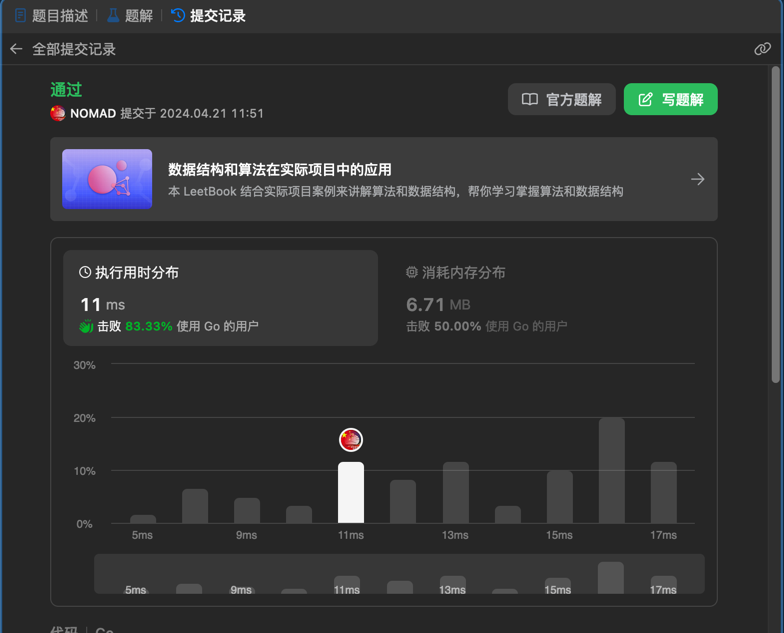 题目描述 | 题解 | 提交记录
全部提交记录
通过
NOMAD 提交于 2024.04.21 11:51
官方题解
写题解
数据结构和算法在实际项目中的应用
本 LeetBook 结合实际项目案例来讲解算法和数据结构，帮你学习掌握算法和数据结构
执行用时分布
11 ms
击败 83.33% 使用 Go 的用户
消耗内存分布
6.71 MB
击败 50.00% 使用 Go 的用户
30%
20%
10%
0%
5ms 9ms 11ms 13ms 15ms 17ms
5ms 9ms 11ms 13ms 15ms 17ms
代码 | Go